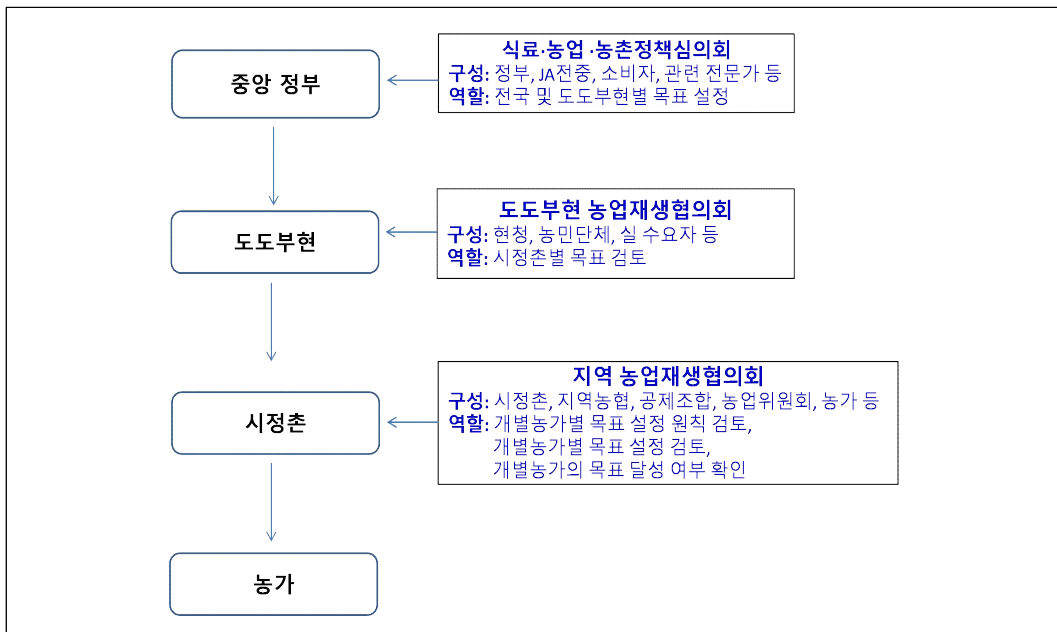 중앙 정부
식료·농업 ·농촌정책심의회
구성: 정부, JA전중, 소비자, 관련 전문가 등
역할: 전국 및 도도부현별 목표 설정
도도부현
도도부현 농업재생협의회
구성: 현청, 농민단체, 실 수요자 등
역할: 시정촌별 목표 검토
시정촌
지역 농업재생협의회
구성: 시정촌, 지역농협, 공제조합, 농업위원회, 농가 등
역할: 개별농가별 목표 설정 원칙 검토,
개별농가별 목표 설정 검토,
개별농가의 목표 달성 여부 확인
농가